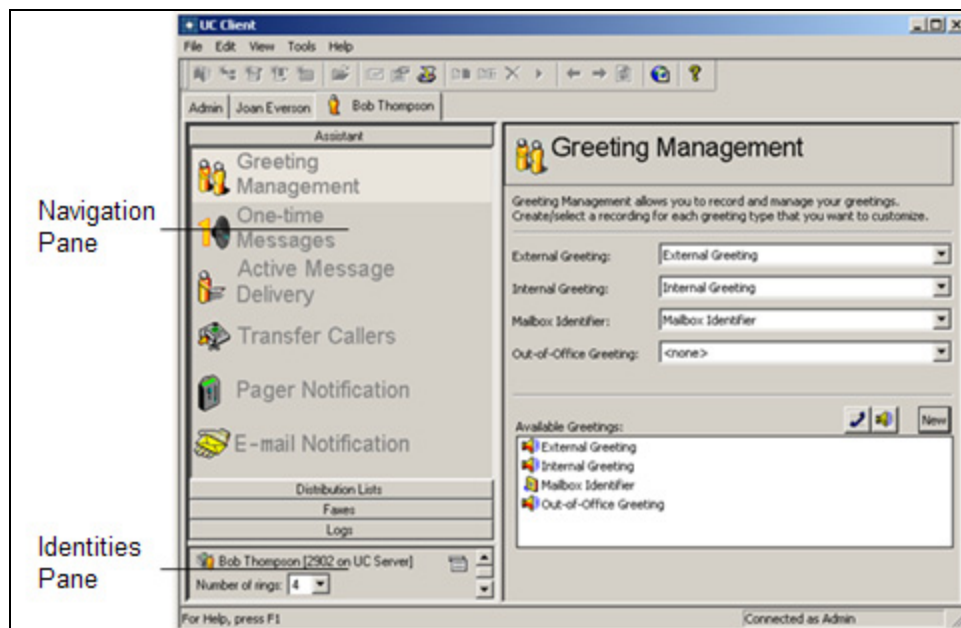 UC Client
File Edit View Tools Help
Admin Joan Everson Bob Thompson
Assistant
Greeting
Management
One-time
Messages
Active Message
Delivery
Transfer Callers
Pager Notification
E-mail Notification
Distribution Lists
Faxes
Logs
Bob Thompson [2902 on UC Server]
Number of rings: 4
Navigation
Pane
Identities
Pane
Greeting Management
Greeting Management allows you to record and manage your greetings.
Create/select a recording for each greeting type that you want to customize.
External Greeting: External Greeting
Internal Greeting: Internal Greeting
Mailbox Identifier: Mailbox Identifier
Out-of-Office Greeting: <none>
Available Greetings: New
External Greeting
Internal Greeting
Mailbox Identifier
Out-of-Office Greeting
For Help, press F1 Connected as Admin